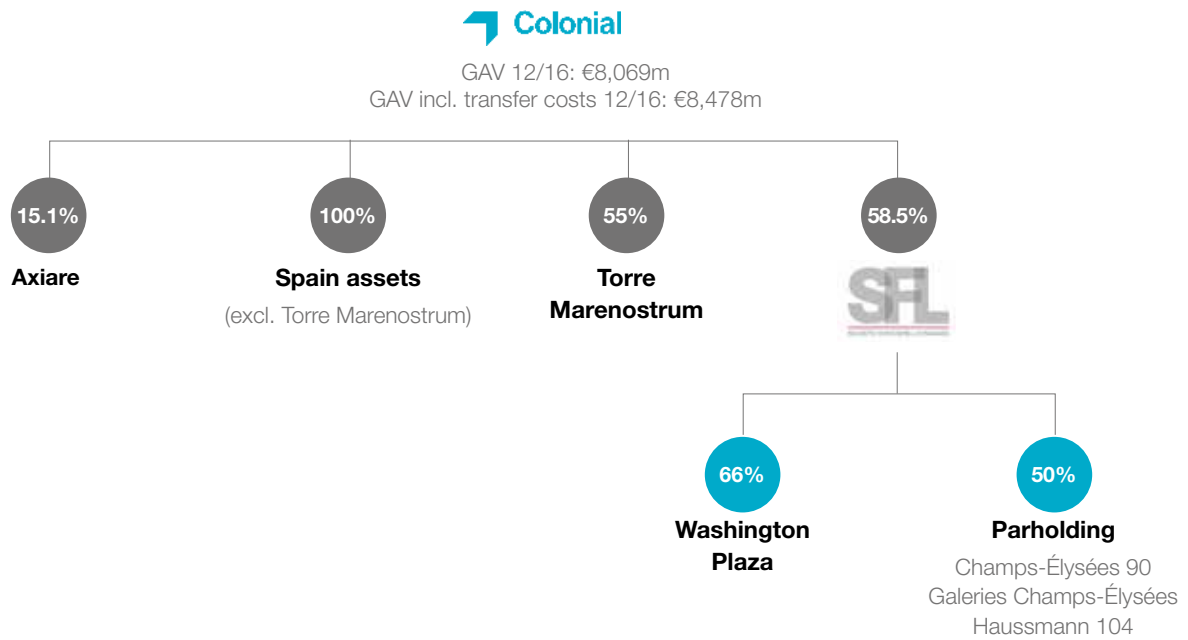 Colonial
GAV 12/16: €8,069m
GAV incl. transfer costs 12/16: €8,478m
15.1%
100%
55%
58.5%
Axiare
Spain assets
(excl. Torre Marenostrum)
Torre
Marenostrum
SFL
66%
50%
Washington
Plaza
Parholding
Champs-Élysées 90
Galeries Champs-Élysées
Haussmann 104